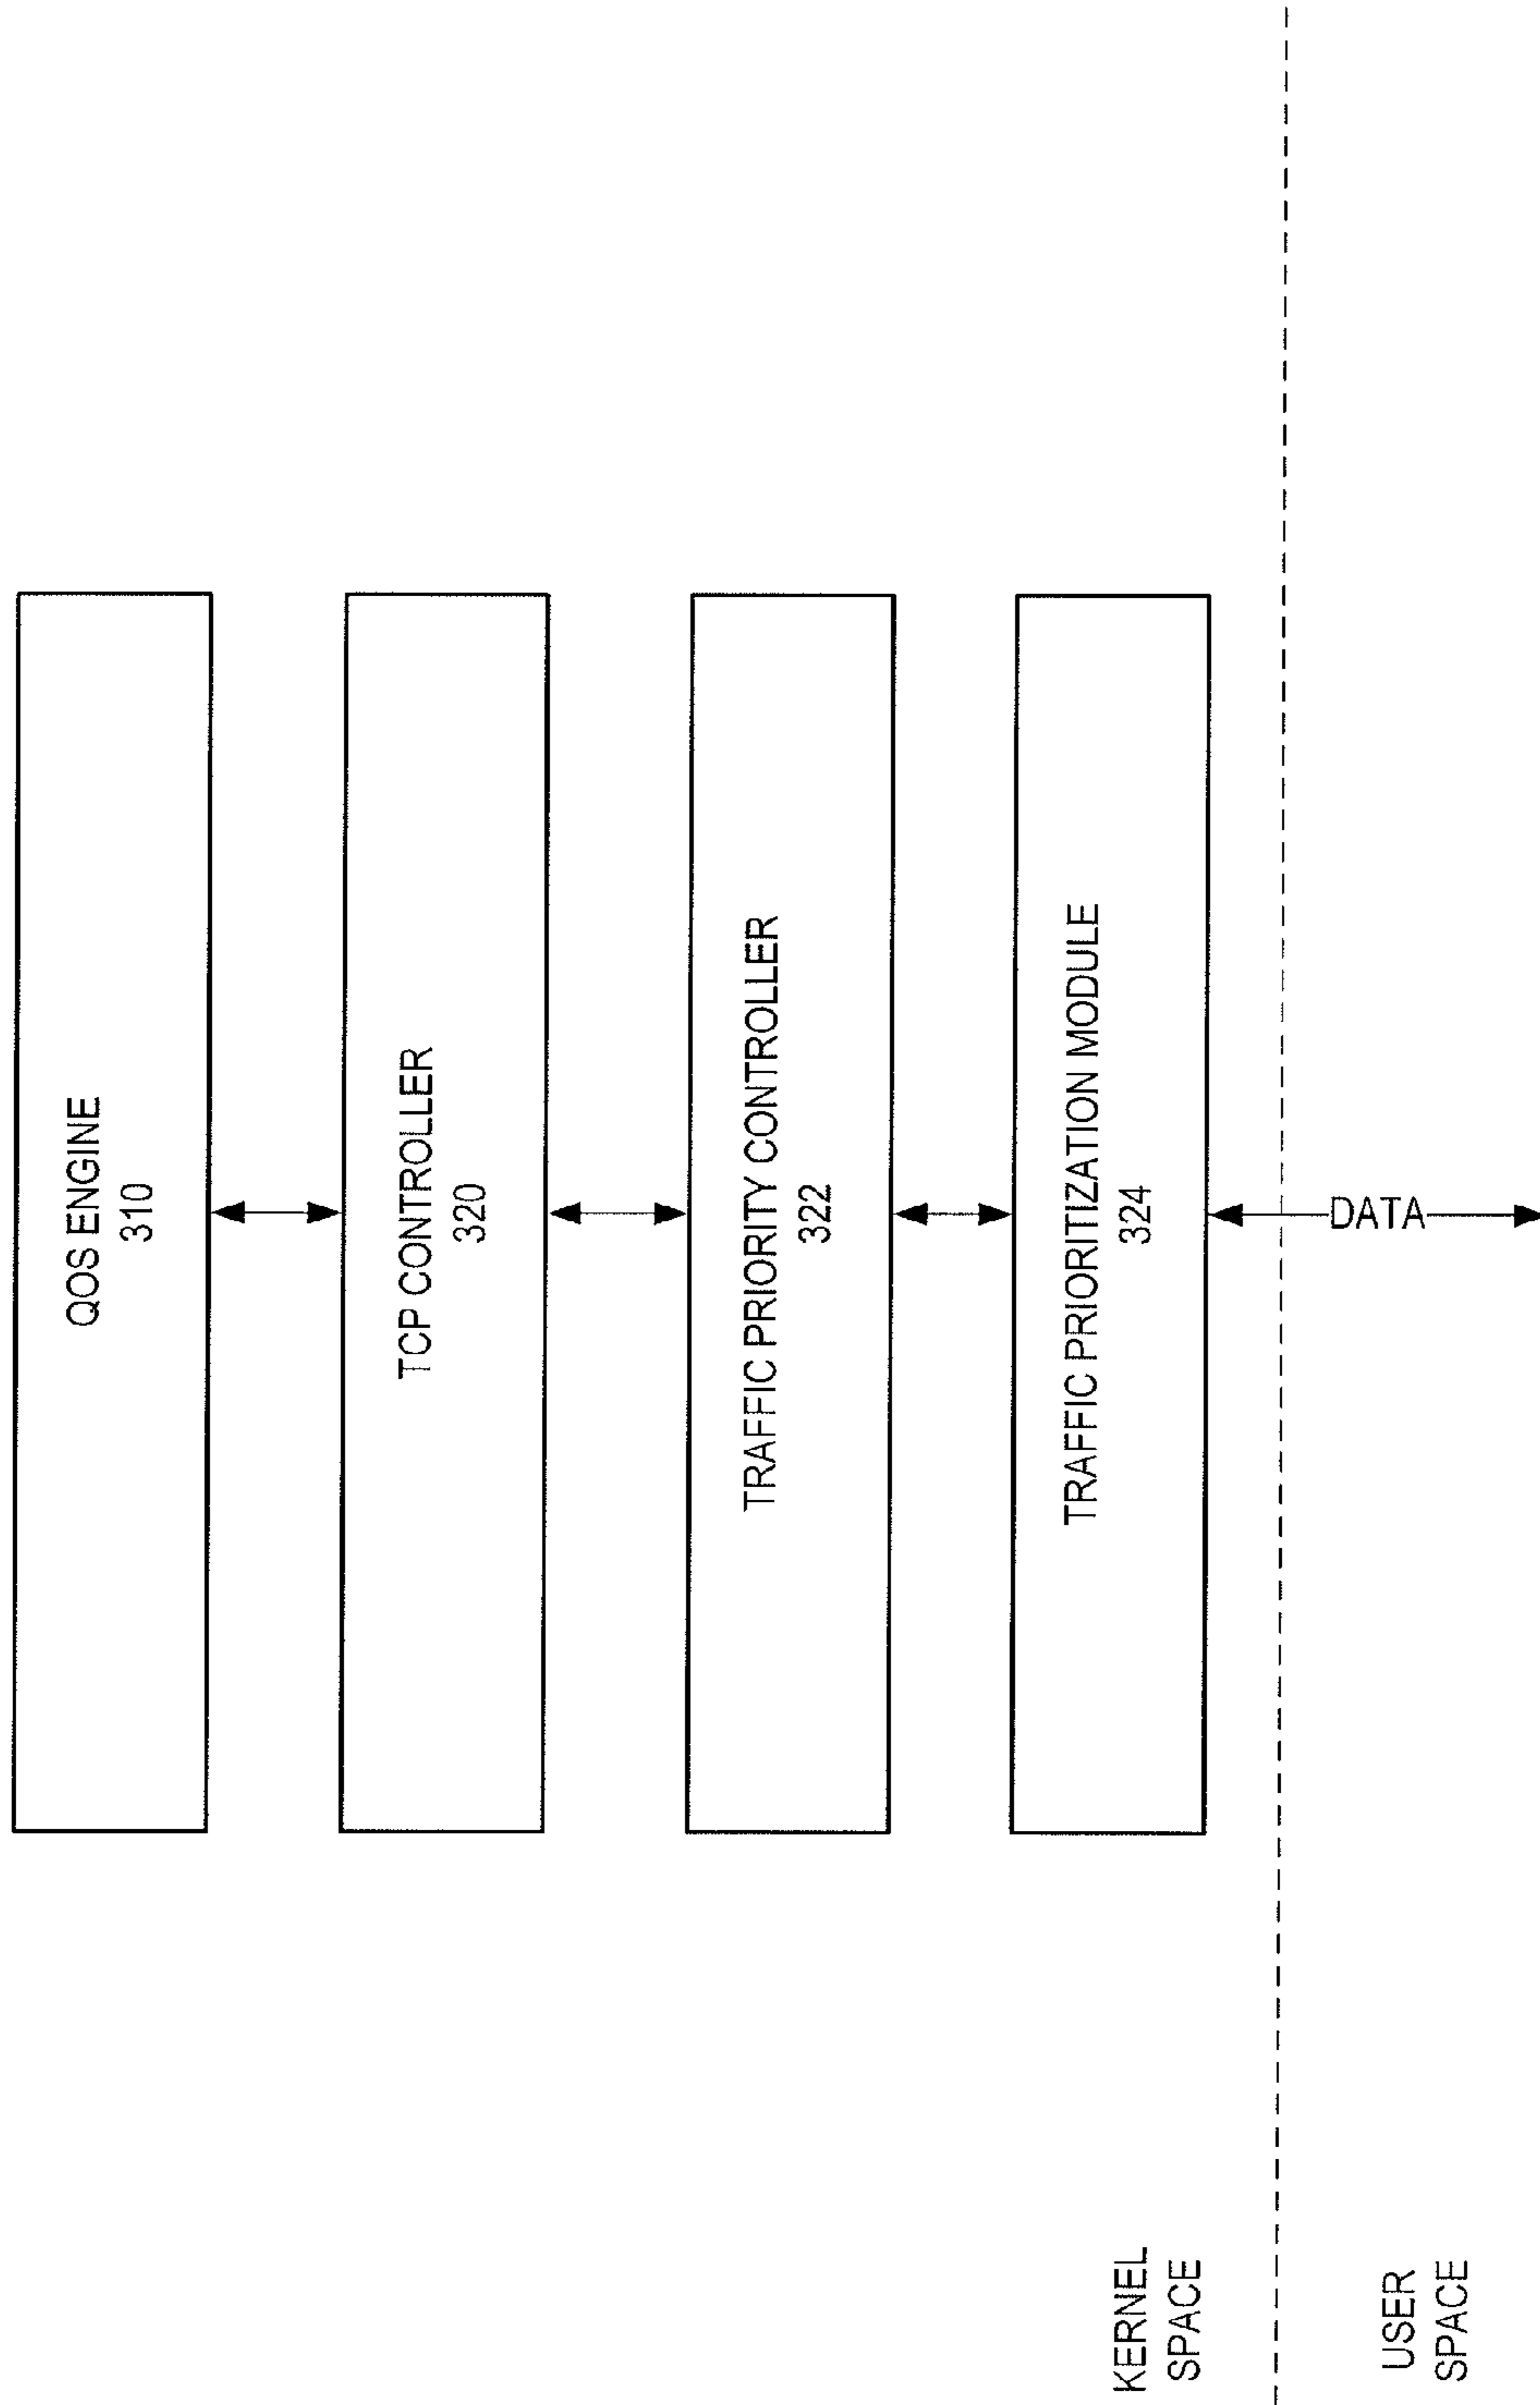 QOS ENGINE
310
TCP CONTROLLER
320
TRAFFIC PRIORITY CONTROLLER
322
TRAFFIC PRIORITIZATION MODULE
324
KERNEL
SPACE
DATA
USER
SPACE